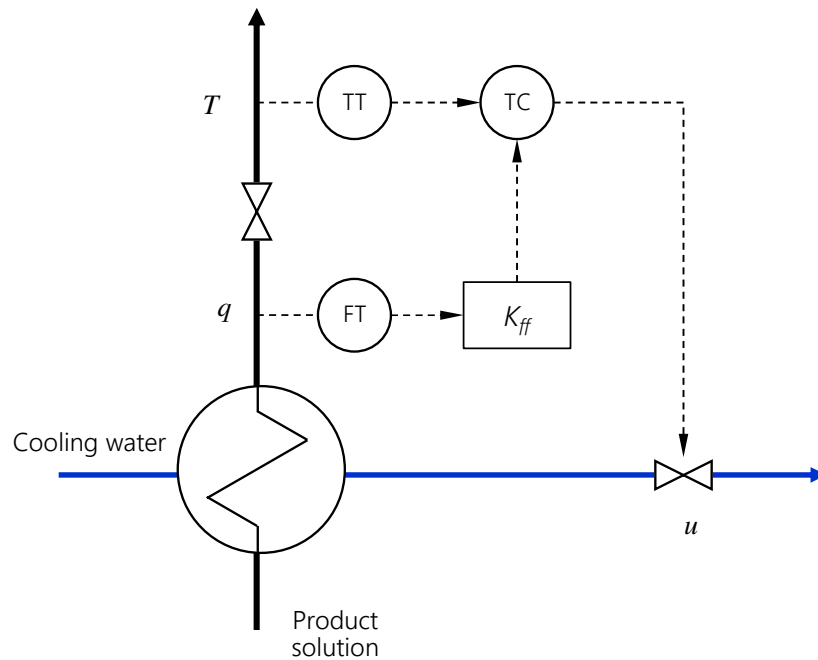 T
TT
TC
q
FT
K_ff
Cooling water
u
Product
solution